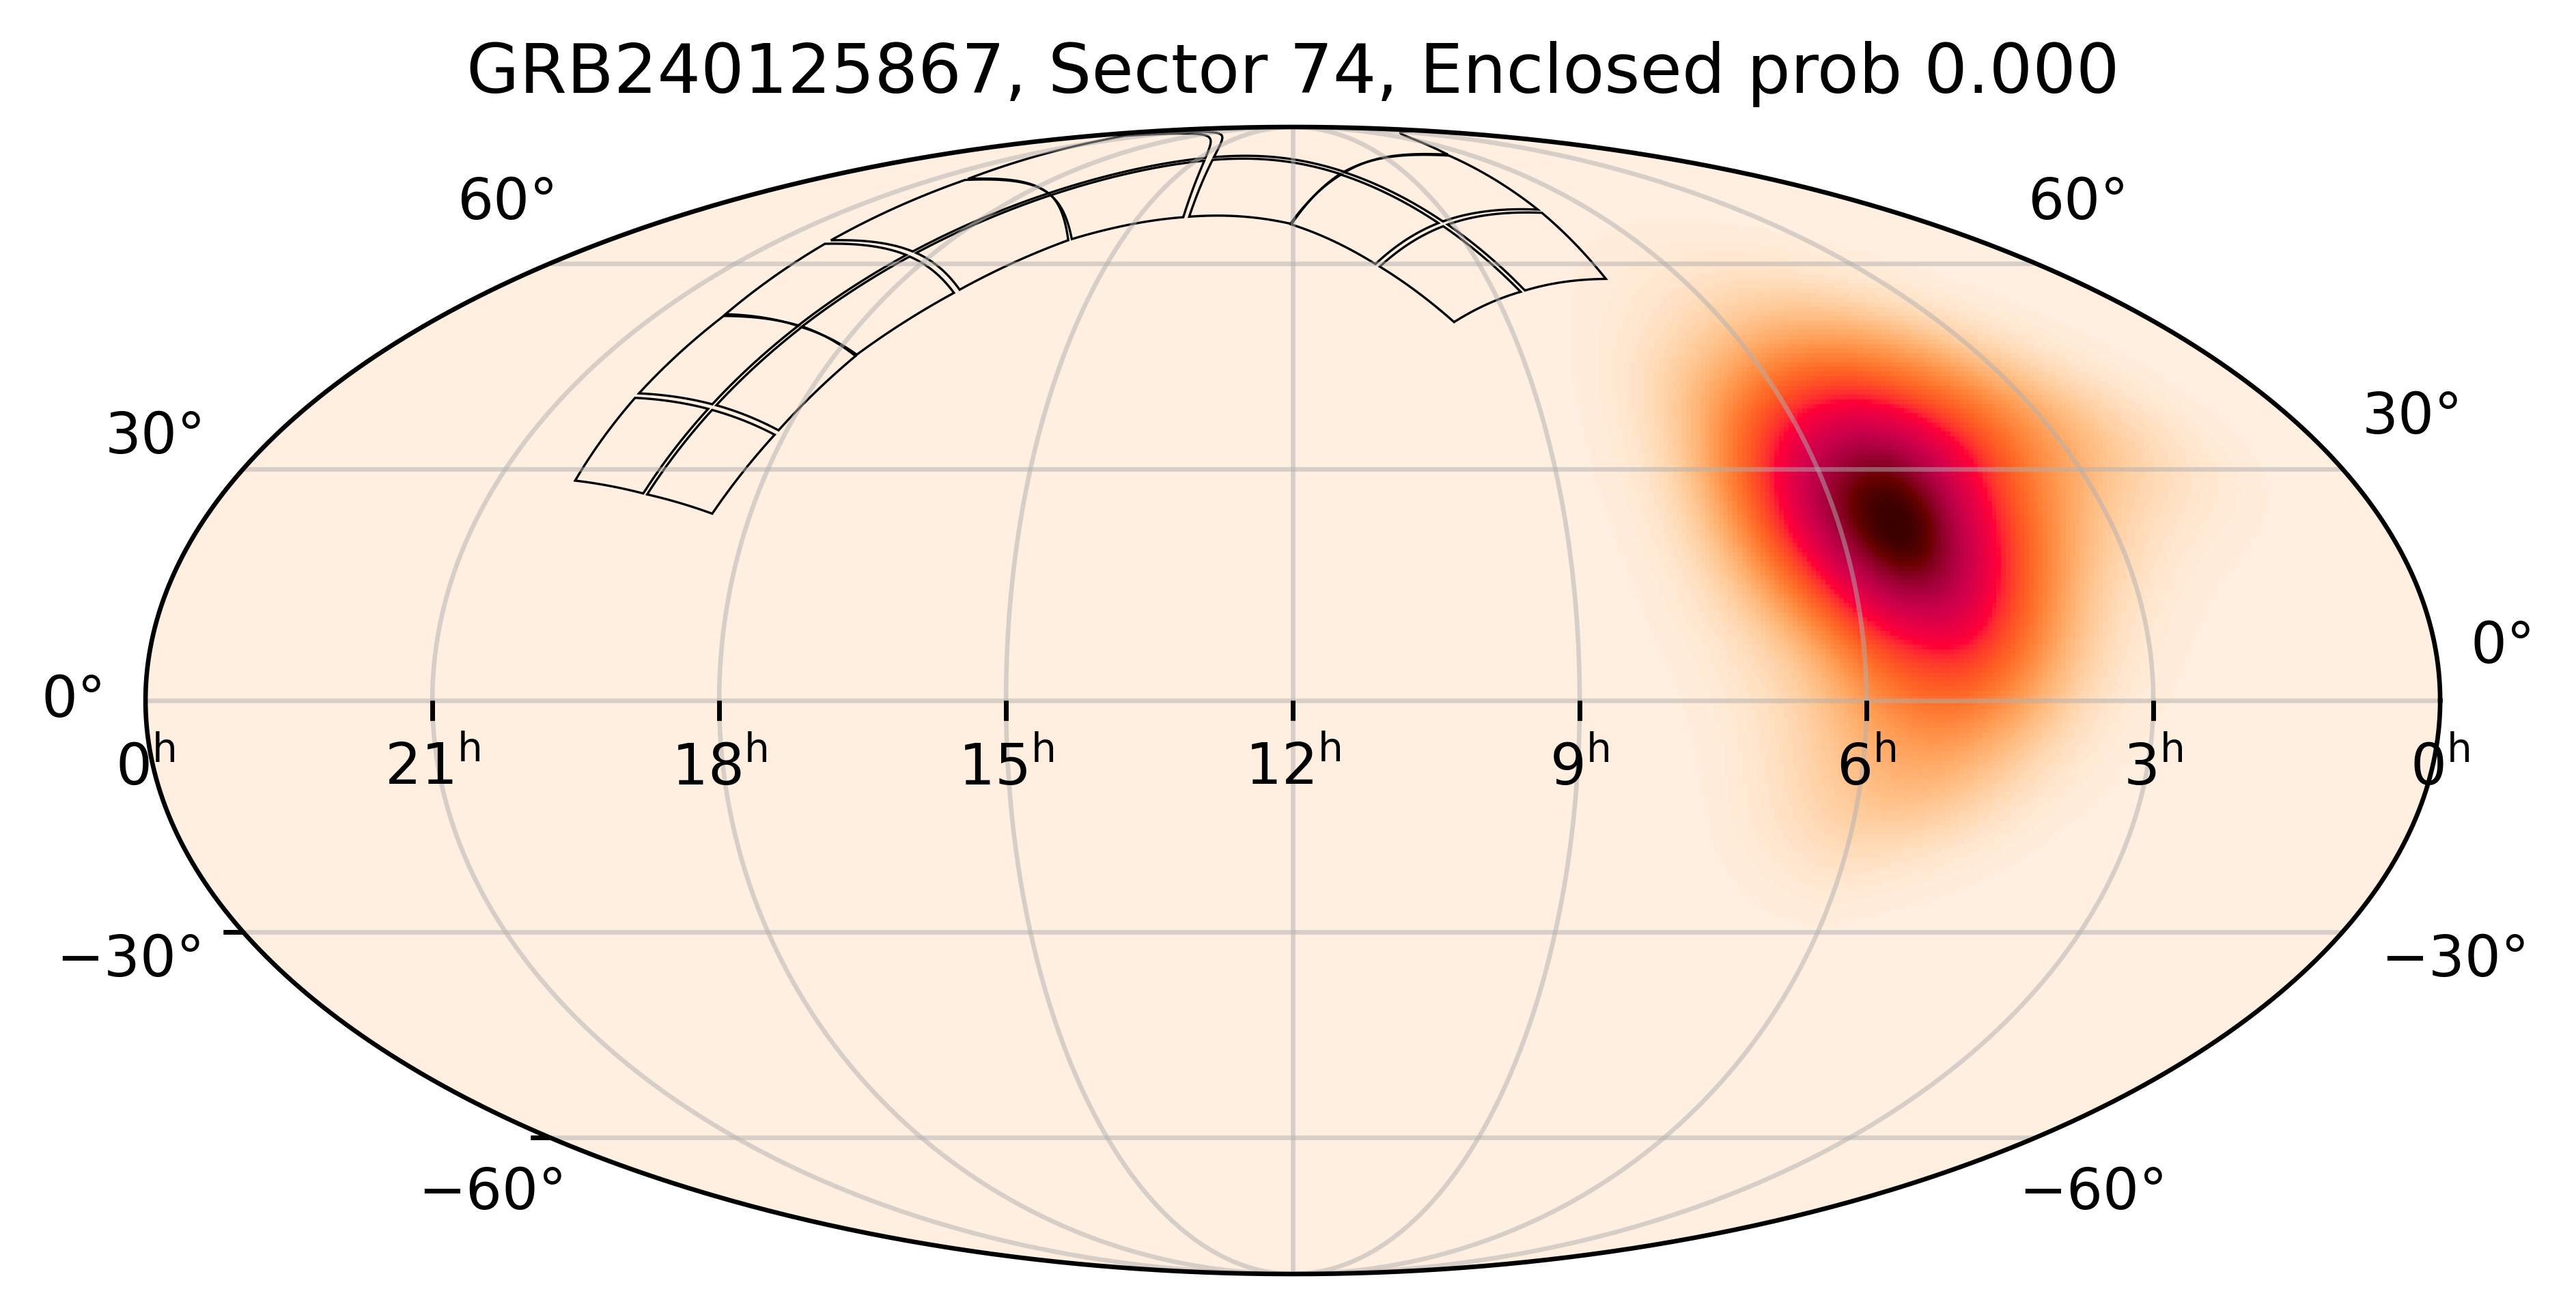 GRB240125867, Sector 74, Enclosed prob 0.000
60° 60°
30° 30°
0° 0°
0h 21h 18h 15h 12h 9h 6h 3h 0h
−30° −30°
−60° −60°